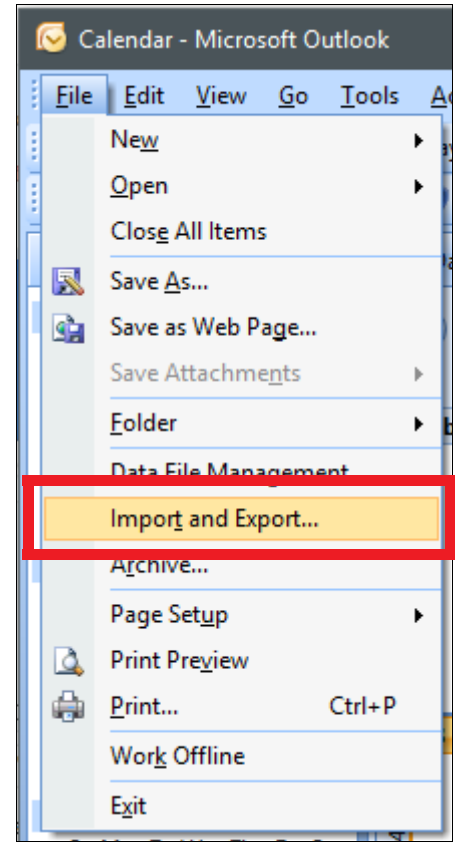 Calendar - Microsoft Outlook
File Edit View Go Tools
New
Open
Close All Items
Save As...
Save as Web Page...
Save Attachments
Folder
Data File Management
Import and Export...
Archive...
Page Setup
Print Preview
Print... Ctrl+P
Work Offline
Exit